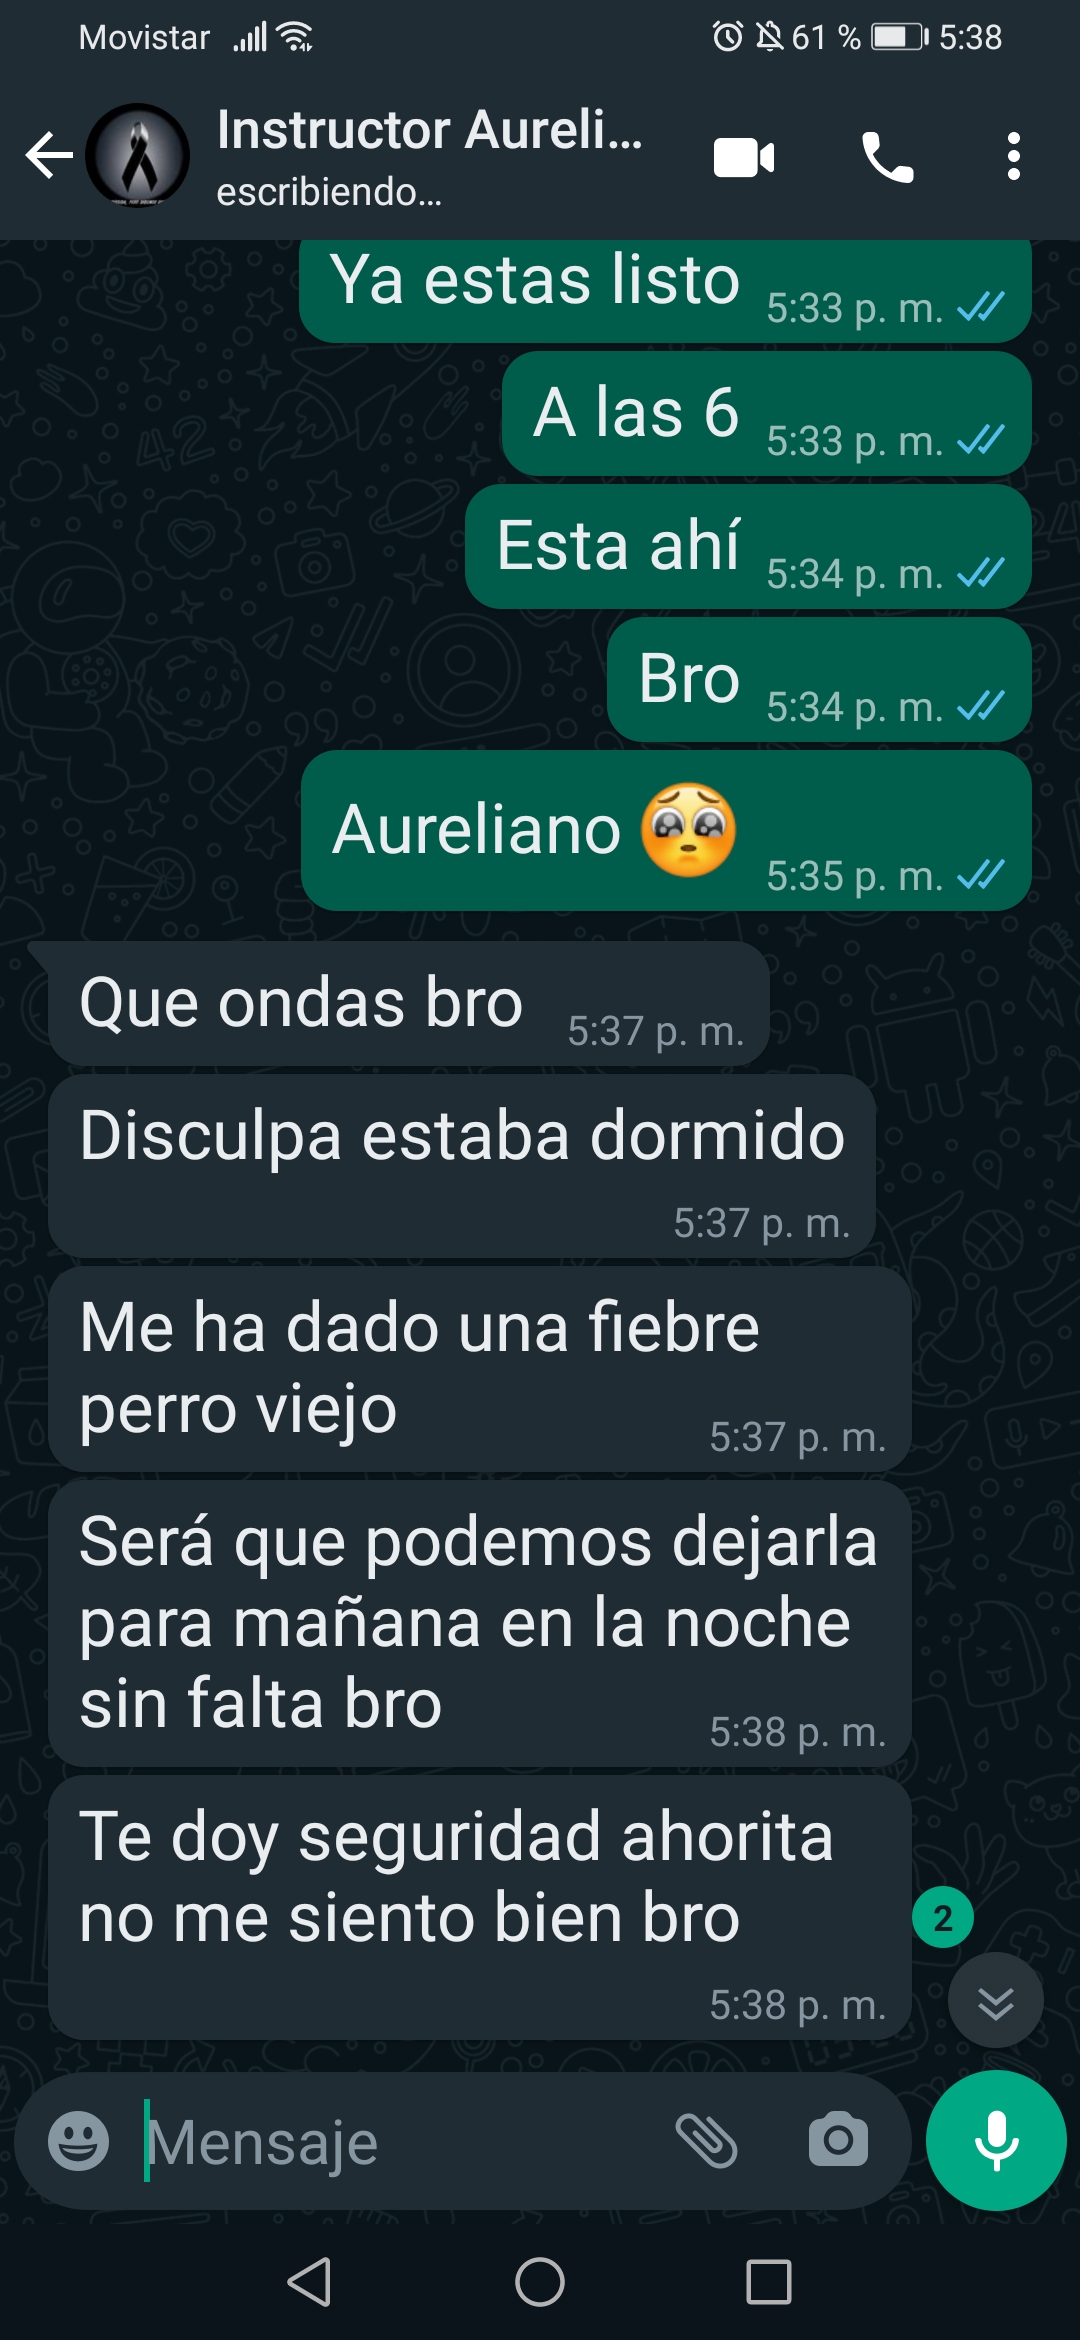 Movistar 61 % 5:38
Instructor Aureli...
escribiendo...
Ya estas listo 5:33 p. m.
A las 6 5:33 p. m.
Esta ahí 5:34 p. m.
Bro 5:34 p. m.
Aureliano 🥺 5:35 p. m.
Que ondas bro 5:37 p. m.
Disculpa estaba dormido
5:37 p. m.
Me ha dado una fiebre
perro viejo 5:37 p. m.
Será que podemos dejarla
para mañana en la noche
sin falta bro 5:38 p. m.
Te doy seguridad ahorita
no me siento bien bro
2
5:38 p. m.
Mensaje